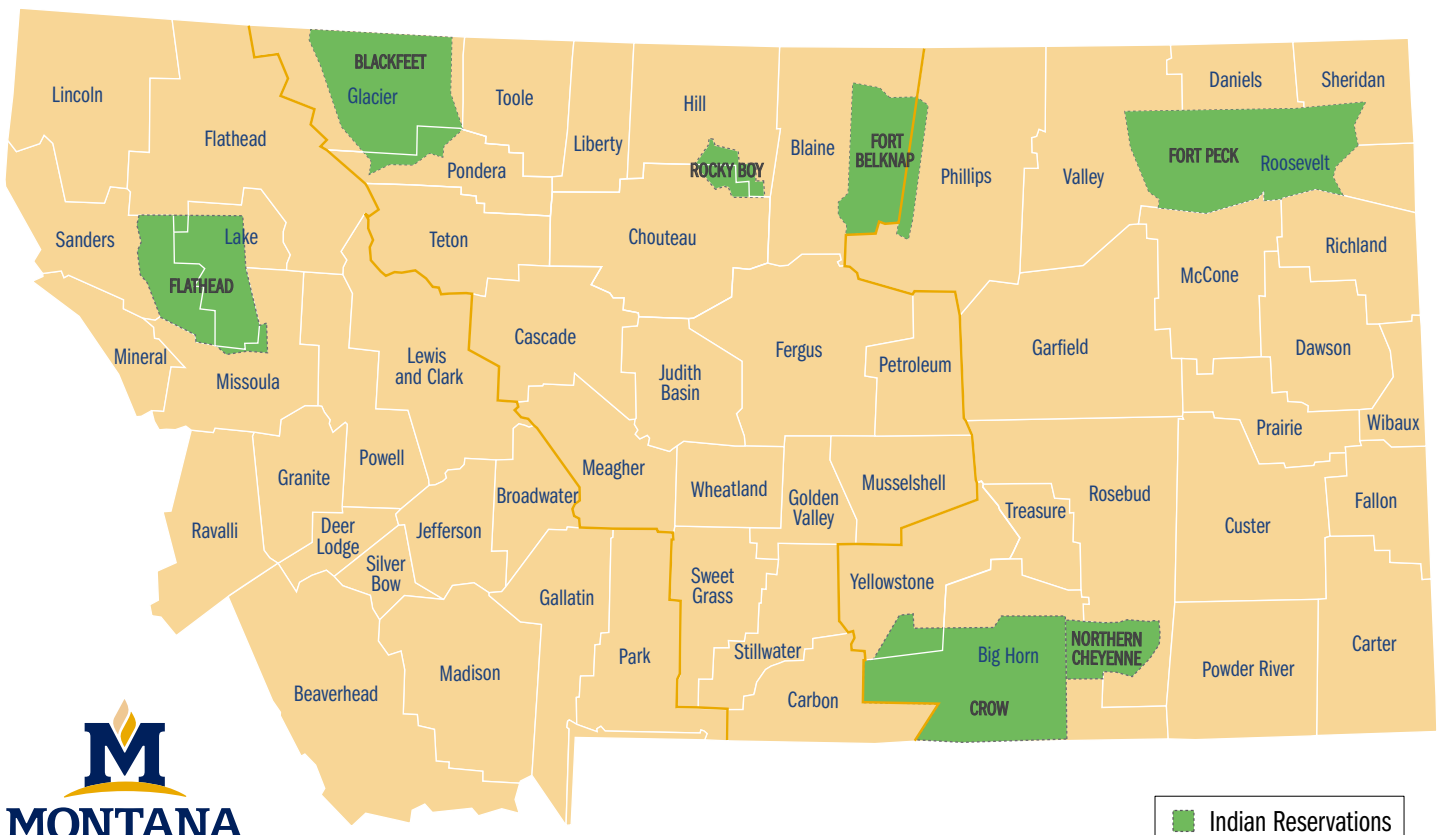 BLACKFEET
Daniels
Sheridan
Lincoln
Glacier
Toole
Hill
Flathead
Liberty
Blaine
FORT
BELKNAP
FORT PECK
Roosevelt
Pondera
ROCKY BOY
Phillips
Valley
Sanders
Lake
Teton
Chouteau
Richland
McCone
FLATHEAD
Cascade
Fergus
Garfield
Dawson
Mineral
Lewis
and Clark
Petroleum
Missoula
Judith
Basin
Prairie
Wibaux
Powell
Granite
Meagher
Wheatland
Musselshell
Broadwater
Golden
Valley
Treasure
Rosebud
Fallon
Ravalli
Deer
Lodge
Jefferson
Custer
Silver
Bow
Sweet
Grass
Yellowstone
Gallatin
NORTHERN
CHEYENNE
Park
Stillwater
Big Horn
Carter
Madison
Powder River
Beaverhead
Carbon
CROW
M
MONTANA
Indian Reservations